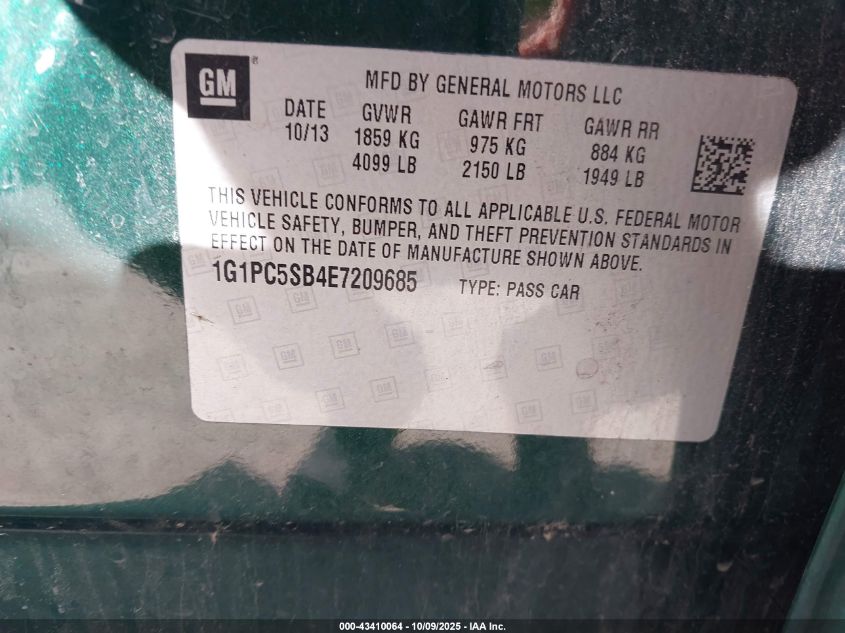 GM®
MFD BY GENERAL MOTORS LLC
DATE GVWR GAWR FRT GAWR RR
10/13 1859 KG 975 KG 884 KG
4099 LB 2150 LB 1949 LB
THIS VEHICLE CONFORMS TO ALL APPLICABLE U.S. FEDERAL MOTOR
VEHICLE SAFETY, BUMPER, AND THEFT PREVENTION STANDARDS IN
EFFECT ON THE DATE OF MANUFACTURE SHOWN ABOVE.
1G1PC5SB4E7209685 TYPE: PASS CAR
000-43410064 - 10/09/2025 - IAA Inc.